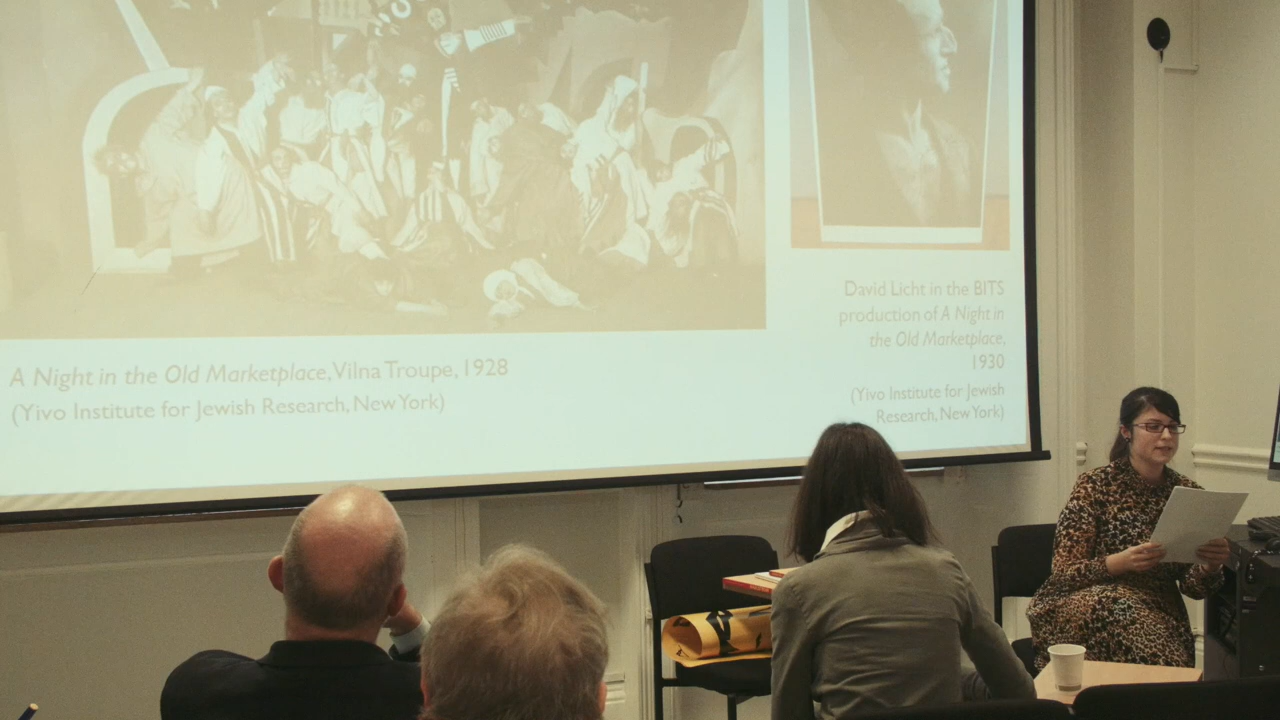 A Night in the Old Marketplace, Vilna Troupe, 1928
(Yivo Institute for Jewish Research, New York)
David Licht in the BITS
production of A Night in
the Old Marketplace,
1930
(Yivo Institute for Jewish
Research, New York)